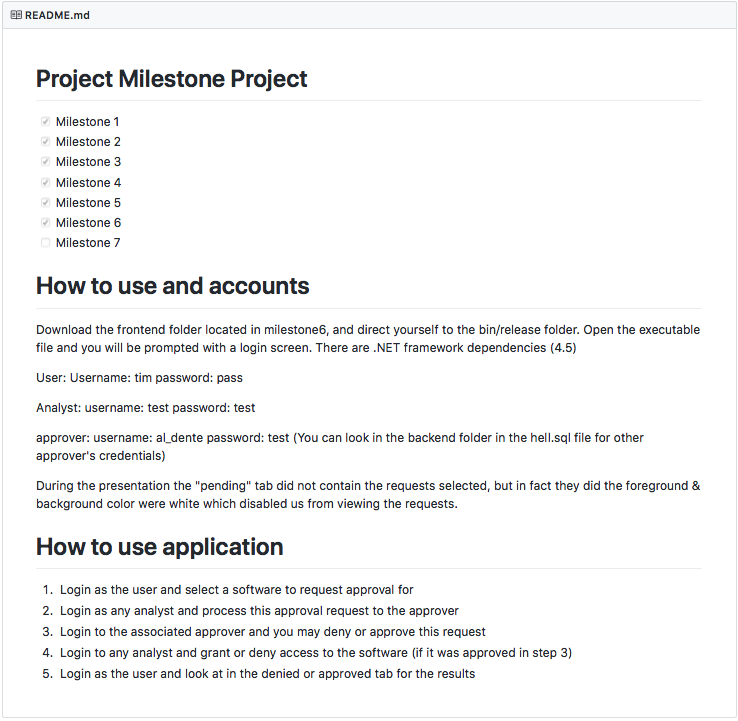 README.md
Project Milestone Project
Milestone 1
Milestone 2
Milestone 3
Milestone 4
Milestone 5
Milestone 6
Milestone 7
How to use and accounts
Download the frontend folder located in milestone6, and direct yourself to the bin/release folder. Open the executable
file and you will be prompted with a login screen. There are .NET framework dependencies (4.5)
User: Username: tim password: pass
Analyst: username: test password: test
approver: username: al_dente password: test (You can look in the backend folder in the hell.sql file for other
approver's credentials)
During the presentation the "pending" tab did not contain the requests selected, but in fact they did the foreground &
background color were white which disabled us from viewing the requests.
How to use application
1. Login as the user and select a software to request approval for
2. Login as any analyst and process this approval request to the approver
3. Login to the associated approver and you may deny or approve this request
4. Login to any analyst and grant or deny access to the software (if it was approved in step 3)
5. Login as the user and look at in the denied or approved tab for the results